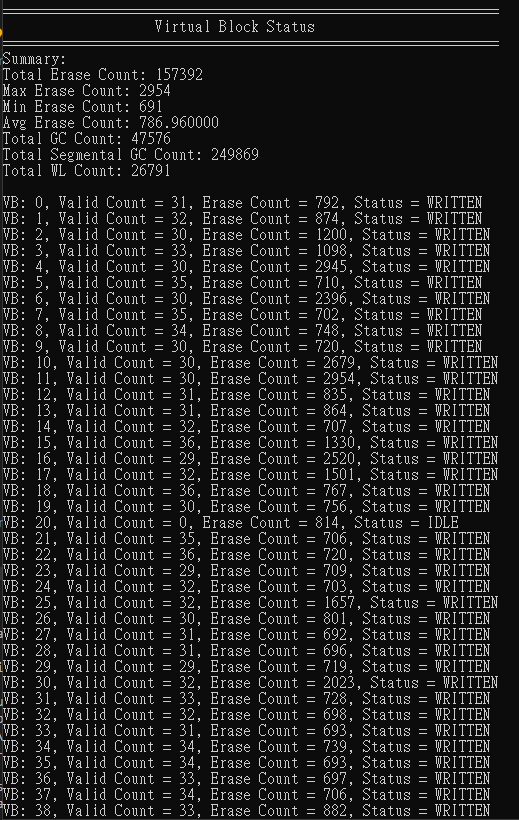 Virtual Block Status
Summary:
Total Erase Count: 157392
Max Erase Count: 2954
Min Erase Count: 691
Avg Erase Count: 786.960000
Total GC Count: 47576
Total Segmental GC Count: 249869
Total WL Count: 26791
VB: 0, Valid Count = 31, Erase Count = 792, Status = WRITTEN
VB: 1, Valid Count = 32, Erase Count = 874, Status = WRITTEN
VB: 2, Valid Count = 30, Erase Count = 1200, Status = WRITTEN
VB: 3, Valid Count = 33, Erase Count = 1098, Status = WRITTEN
VB: 4, Valid Count = 30, Erase Count = 2945, Status = WRITTEN
VB: 5, Valid Count = 35, Erase Count = 710, Status = WRITTEN
VB: 6, Valid Count = 30, Erase Count = 2396, Status = WRITTEN
VB: 7, Valid Count = 35, Erase Count = 702, Status = WRITTEN
VB: 8, Valid Count = 34, Erase Count = 748, Status = WRITTEN
VB: 9, Valid Count = 30, Erase Count = 720, Status = WRITTEN
VB: 10, Valid Count = 30, Erase Count = 2679, Status = WRITTEN
VB: 11, Valid Count = 30, Erase Count = 2954, Status = WRITTEN
VB: 12, Valid Count = 31, Erase Count = 835, Status = WRITTEN
VB: 13, Valid Count = 31, Erase Count = 864, Status = WRITTEN
VB: 14, Valid Count = 32, Erase Count = 707, Status = WRITTEN
VB: 15, Valid Count = 36, Erase Count = 1330, Status = WRITTEN
VB: 16, Valid Count = 29, Erase Count = 2520, Status = WRITTEN
VB: 17, Valid Count = 32, Erase Count = 1501, Status = WRITTEN
VB: 18, Valid Count = 36, Erase Count = 767, Status = WRITTEN
VB: 19, Valid Count = 30, Erase Count = 756, Status = WRITTEN
VB: 20, Valid Count = 0, Erase Count = 814, Status = IDLE
VB: 21, Valid Count = 35, Erase Count = 706, Status = WRITTEN
VB: 22, Valid Count = 36, Erase Count = 720, Status = WRITTEN
VB: 23, Valid Count = 29, Erase Count = 709, Status = WRITTEN
VB: 24, Valid Count = 32, Erase Count = 703, Status = WRITTEN
VB: 25, Valid Count = 32, Erase Count = 1657, Status = WRITTEN
VB: 26, Valid Count = 30, Erase Count = 801, Status = WRITTEN
VB: 27, Valid Count = 31, Erase Count = 692, Status = WRITTEN
VB: 28, Valid Count = 31, Erase Count = 696, Status = WRITTEN
VB: 29, Valid Count = 29, Erase Count = 719, Status = WRITTEN
VB: 30, Valid Count = 32, Erase Count = 2023, Status = WRITTEN
VB: 31, Valid Count = 33, Erase Count = 728, Status = WRITTEN
VB: 32, Valid Count = 32, Erase Count = 698, Status = WRITTEN
VB: 33, Valid Count = 31, Erase Count = 693, Status = WRITTEN
VB: 34, Valid Count = 34, Erase Count = 739, Status = WRITTEN
VB: 35, Valid Count = 34, Erase Count = 693, Status = WRITTEN
VB: 36, Valid Count = 33, Erase Count = 697, Status = WRITTEN
VB: 37, Valid Count = 34, Erase Count = 706, Status = WRITTEN
VB: 38, Valid Count = 33, Erase Count = 882, Status = WRITTEN